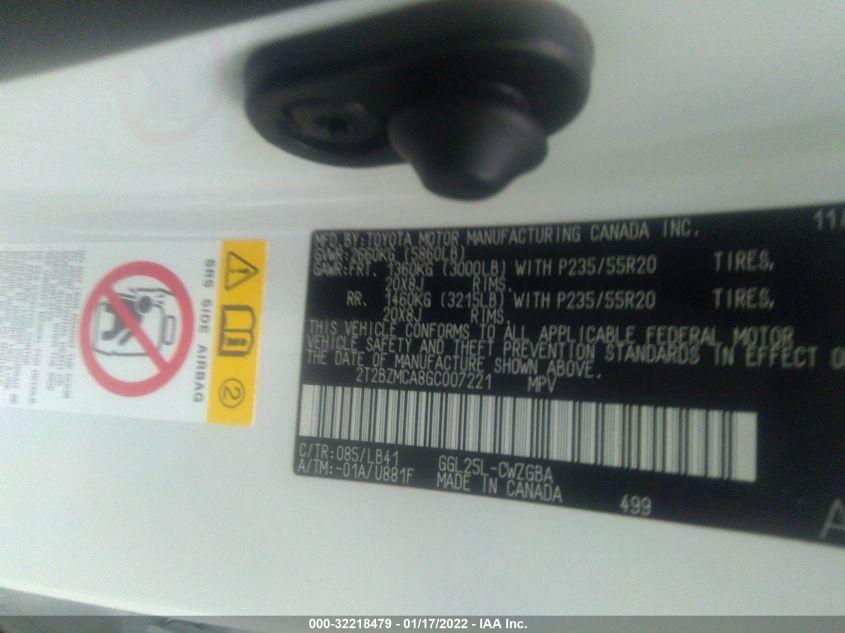 11/
MFD.BY:TOYOTA MOTOR MANUFACTURING CANADA INC.
GVWR:2660KG (5860LB)
GAWR:FRT. 1360KG (3000LB) WITH P235/55R20 TIRES,
20X8J RIMS.
RR. 1460KG (3215LB) WITH P235/55R20 TIRES,
20X8J RIMS
THIS VEHICLE CONFORMS TO ALL APPLICABLE FEDERAL MOTOR
VEHICLE SAFETY AND THEFT PREVENTION STANDARDS IN EFFECT O
THE DATE OF MANUFACTURE SHOWN ABOVE.
2T2BZMCA8GC007221 MPV
C/TR:085/LB41 GGL25L-CWZGBA
A/TM:-01A/U881F MADE IN CANADA
499
A
SRS SIDE AIRBAG
2
000-32218479 - 01/17/2022 - IAA Inc.